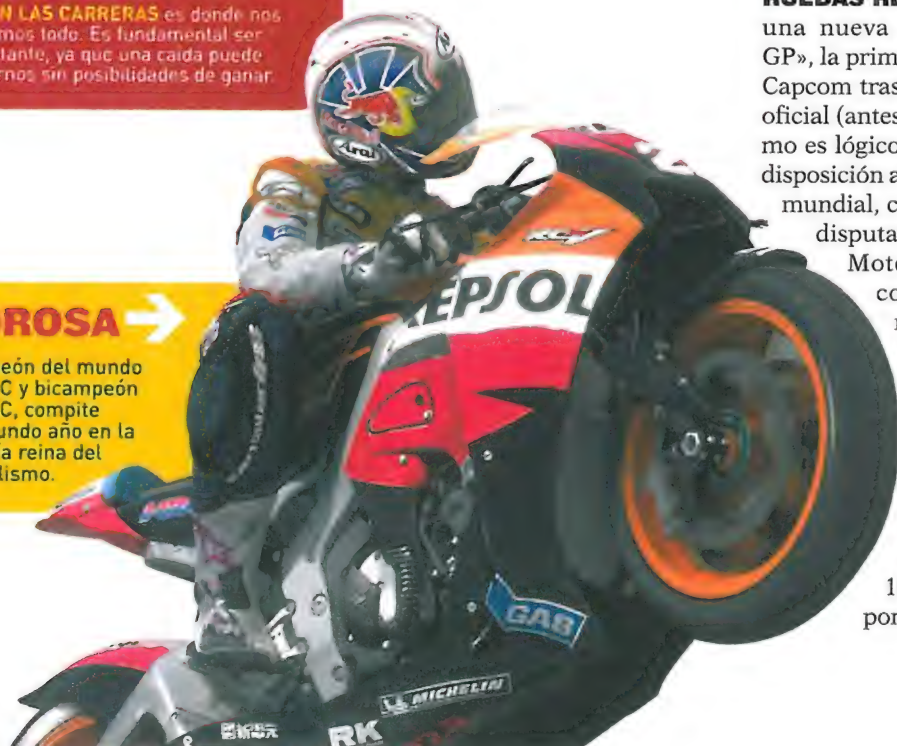 N LAS CARRERAS es donde nos
mos todo. Es fundamental ser
tante, ya que una caída puede
rnos sin posibilidades de ganar.
ROSA
eón del mundo
C y bicampeón
C, compite
undo año en la
a reina del
lismo.
una nueva
GP», la prim
Capcom tras
oficial (antes
mo es lógico
disposición a
mundial, c
disputa
Moto
co
1
por
Arai
REPSOL
GAS
MICHELIN
RK